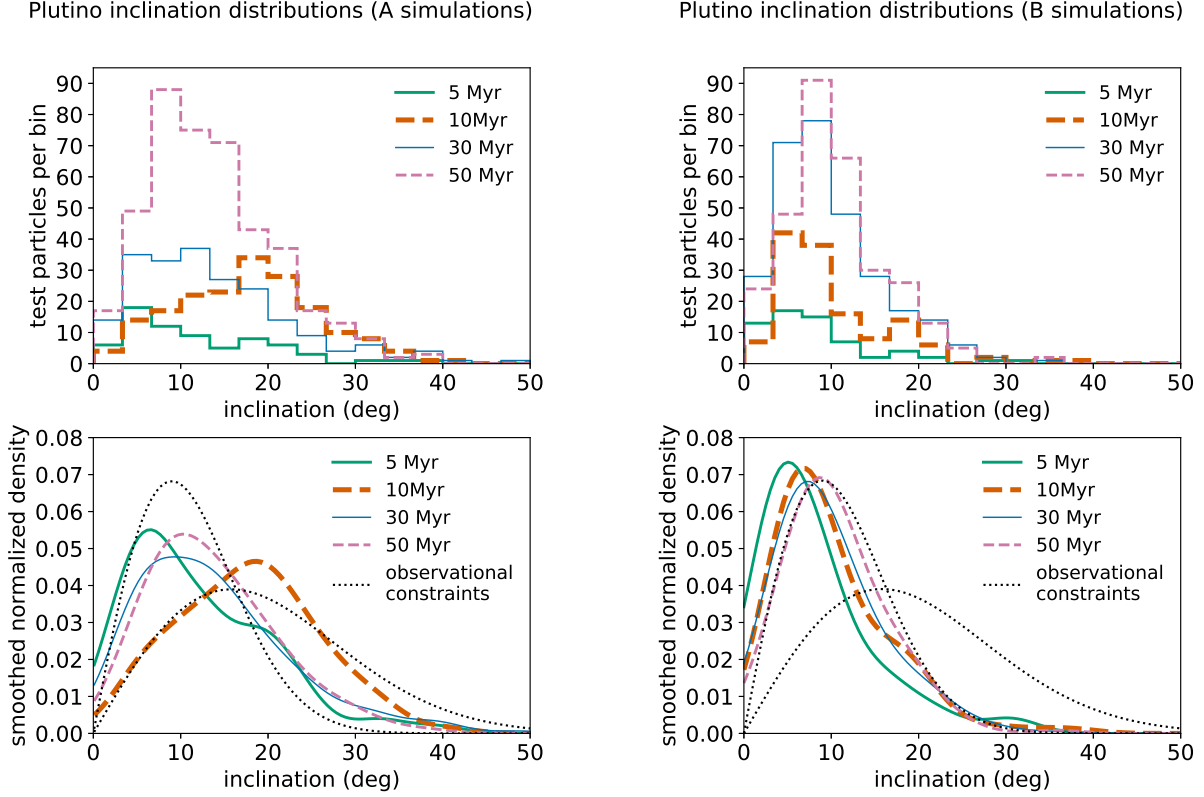 Plutino inclination distributions (A simulations)
test particles per bin
90
80
70
60
50
40
30
20
10
0
0 10 20 30 40 50
inclination (deg)
5 Myr
10Myr
30 Myr
50 Myr
Plutino inclination distributions (B simulations)
test particles per bin
90
80
70
60
50
40
30
20
10
0
0 10 20 30 40 50
inclination (deg)
5 Myr
10Myr
30 Myr
50 Myr
smoothed normalized density
0.08
0.07
0.06
0.05
0.04
0.03
0.02
0.01
0.00
0 10 20 30 40 50
inclination (deg)
5 Myr
10Myr
30 Myr
50 Myr
observational
constraints
smoothed normalized density
0.08
0.07
0.06
0.05
0.04
0.03
0.02
0.01
0.00
0 10 20 30 40 50
inclination (deg)
5 Myr
10Myr
30 Myr
50 Myr
observational
constraints